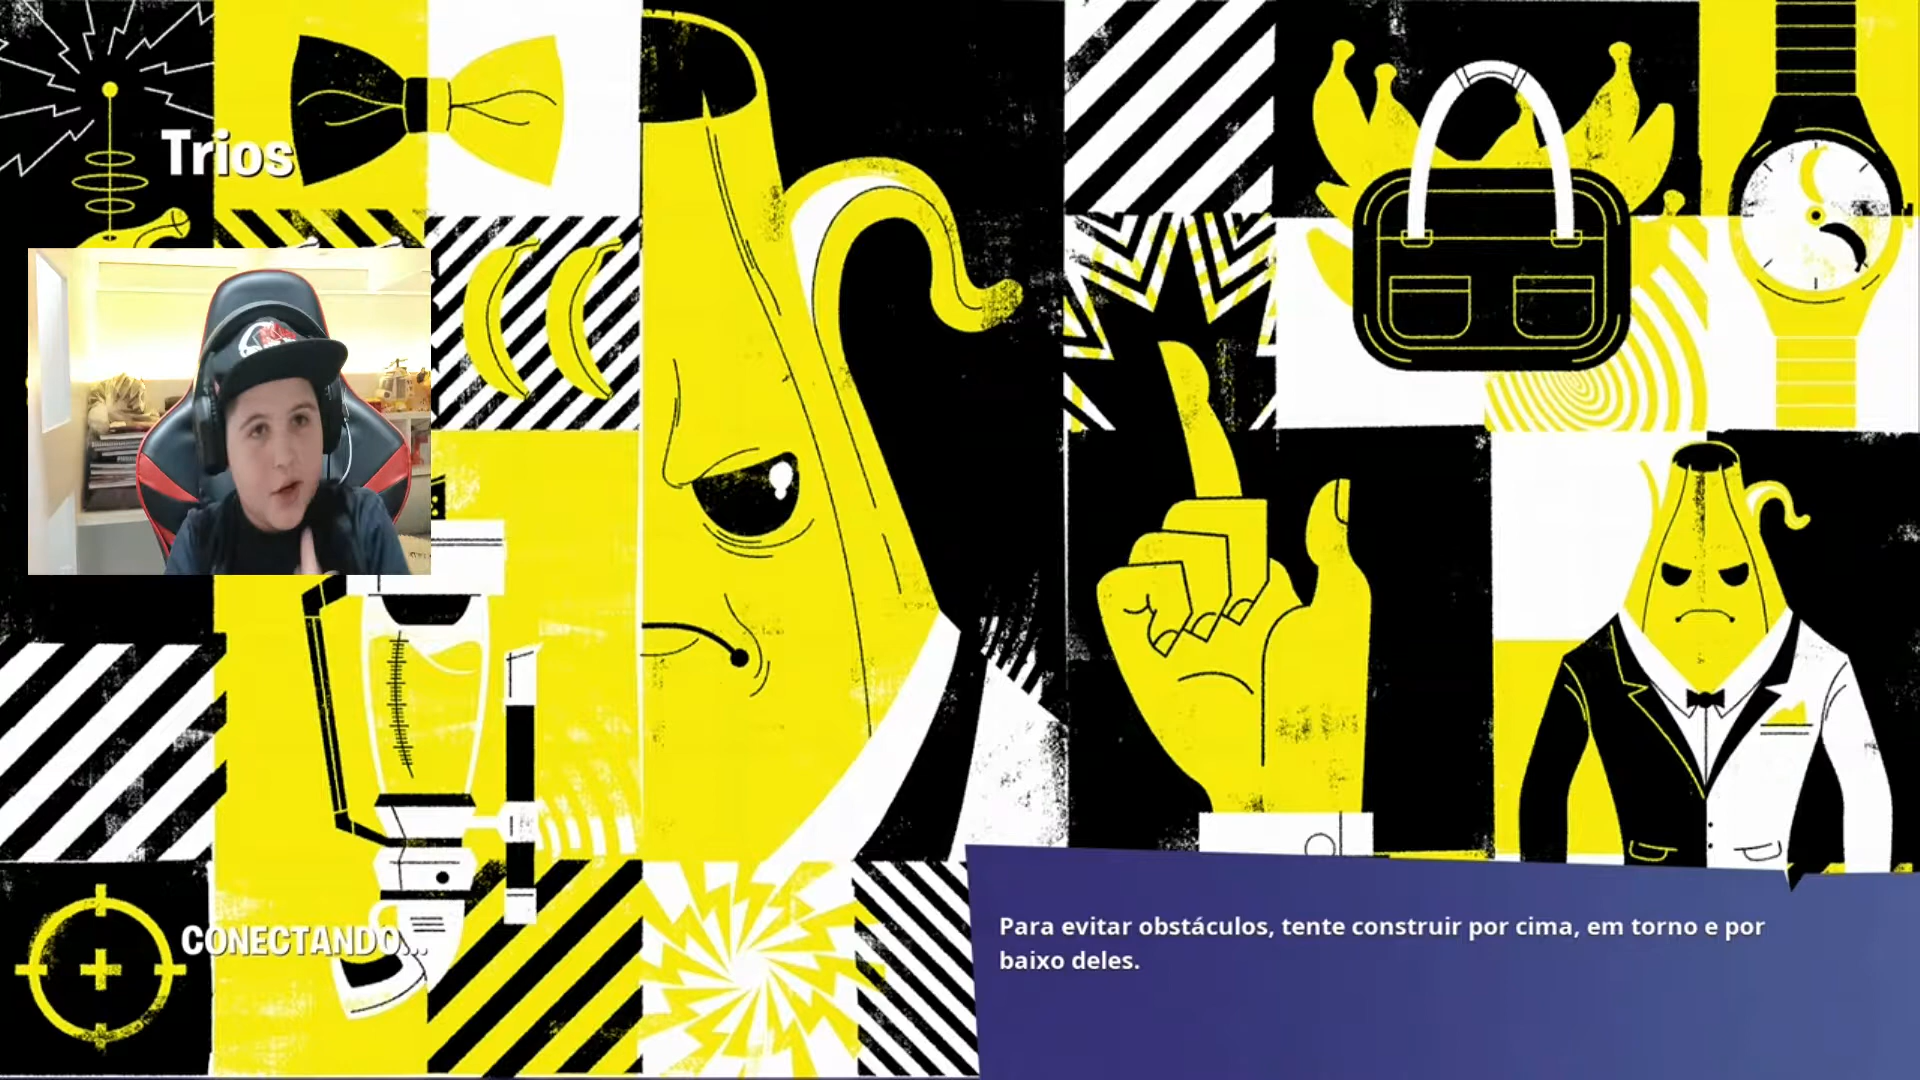 Trios
CONECTANDO...
Para evitar obstáculos, tente construir por cima, em torno e por
baixo deles.